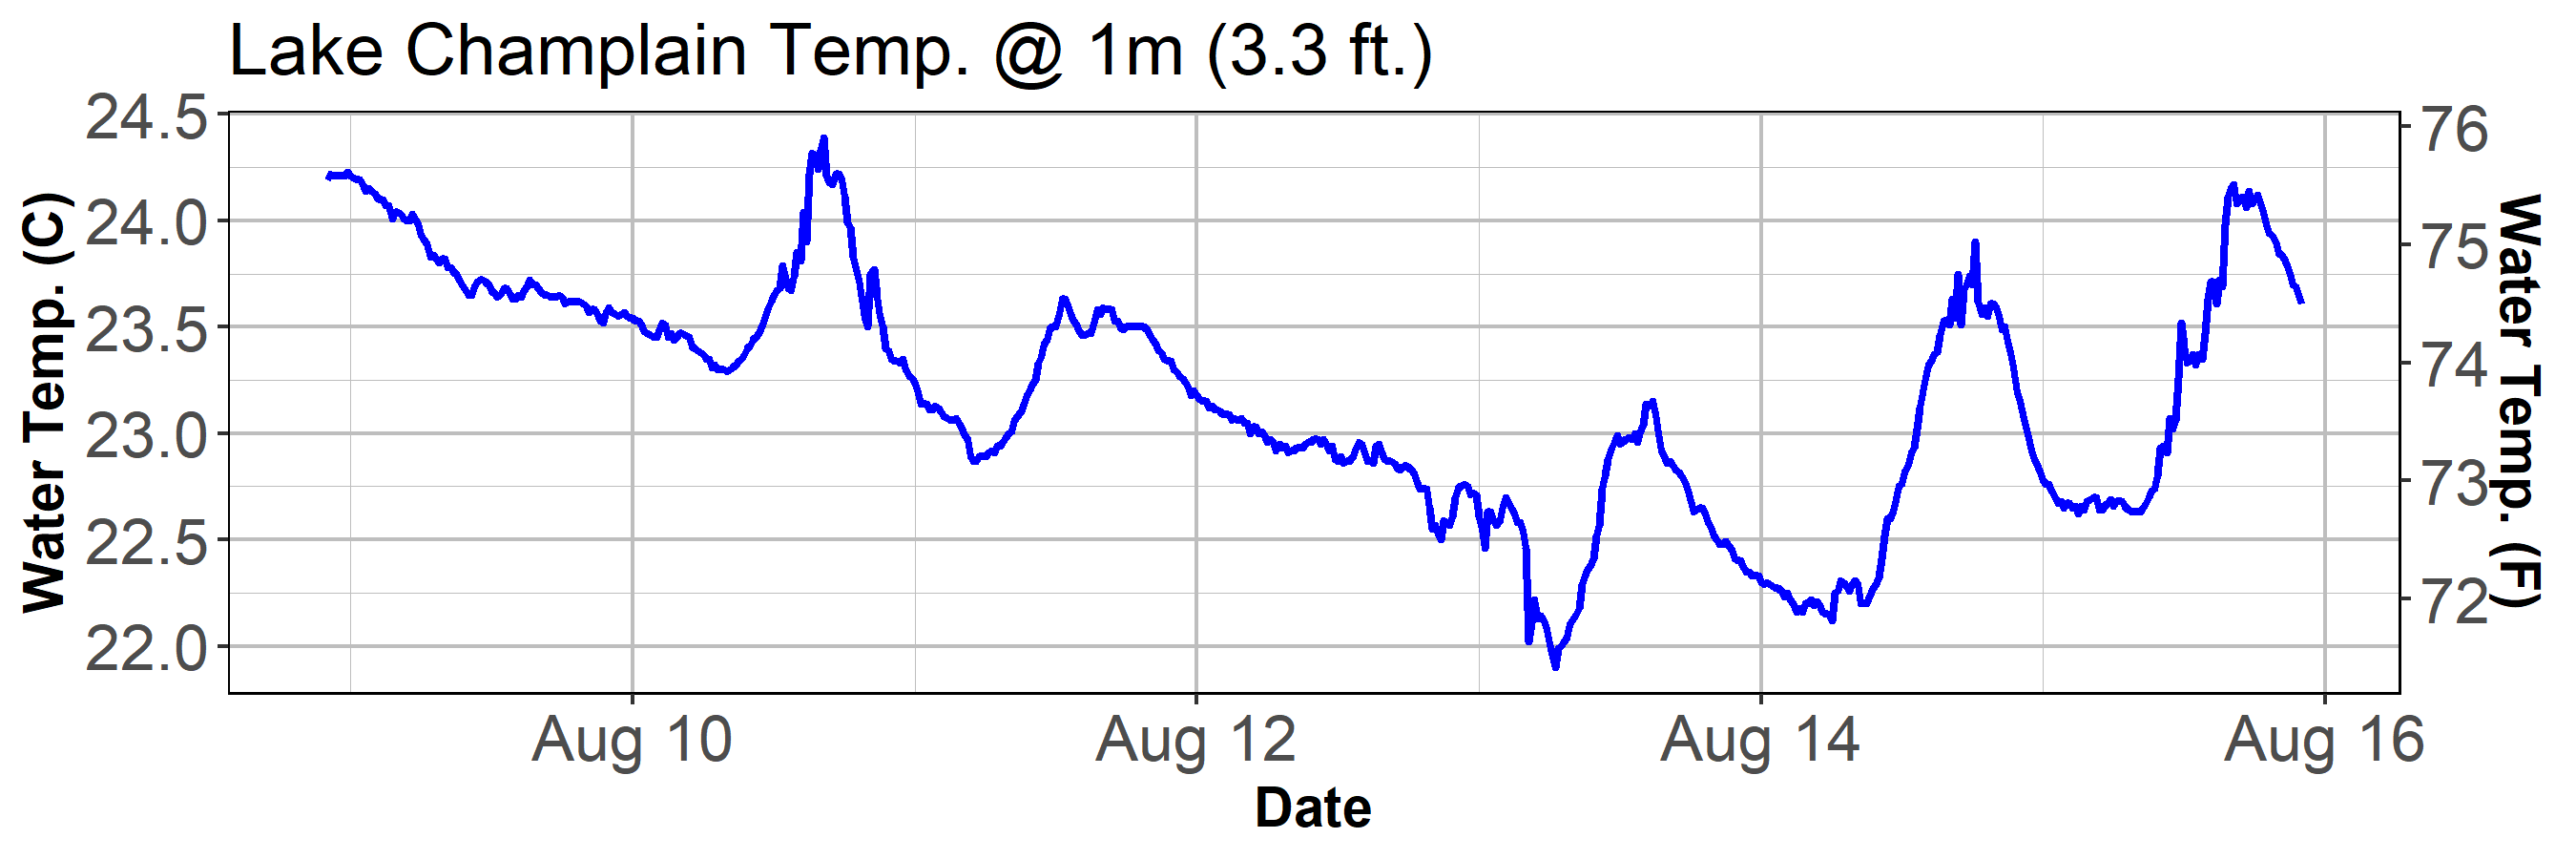 Lake Champlain Temp. @ 1m (3.3 ft.)
Water Temp. (C)
24.5
24.0
23.5
23.0
22.5
22.0
76
75
74
73
72
Water Temp. (F)
Aug 10
Aug 12
Aug 14
Aug 16
Date